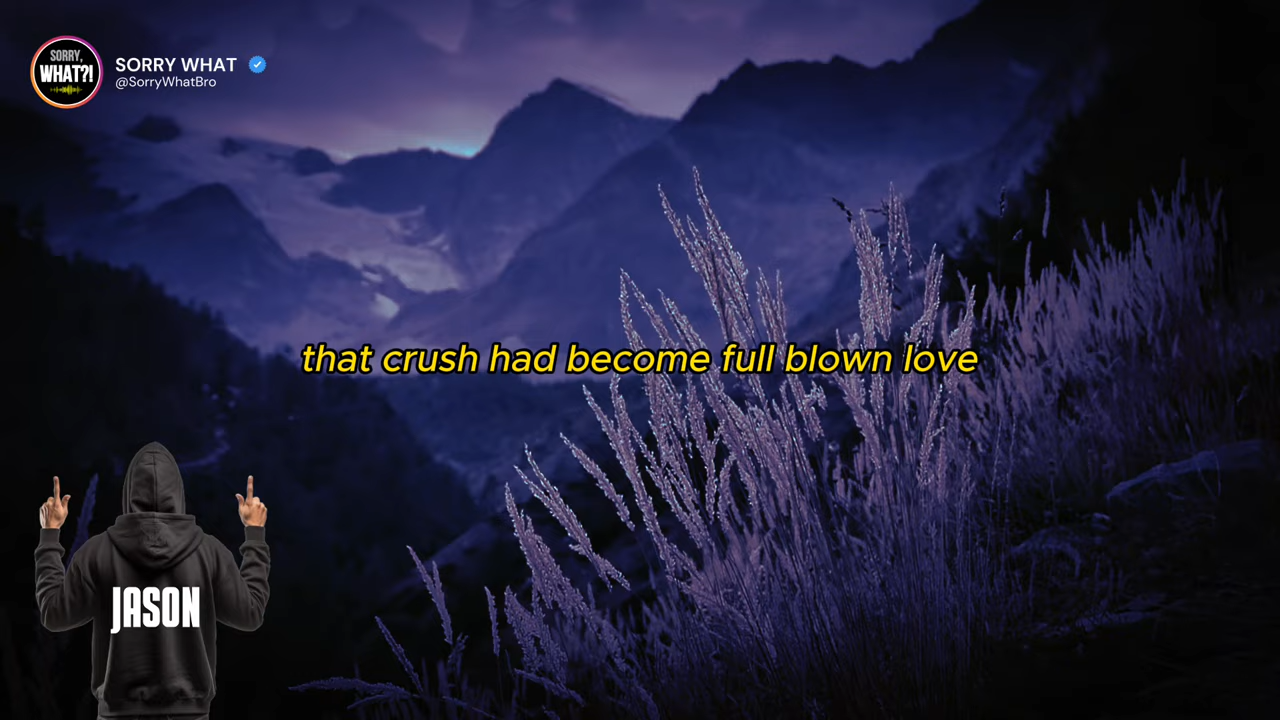 SORRY,
WHAT?!
SORRY WHAT
@SorryWhatBro
that crush had become full blown love
JASON